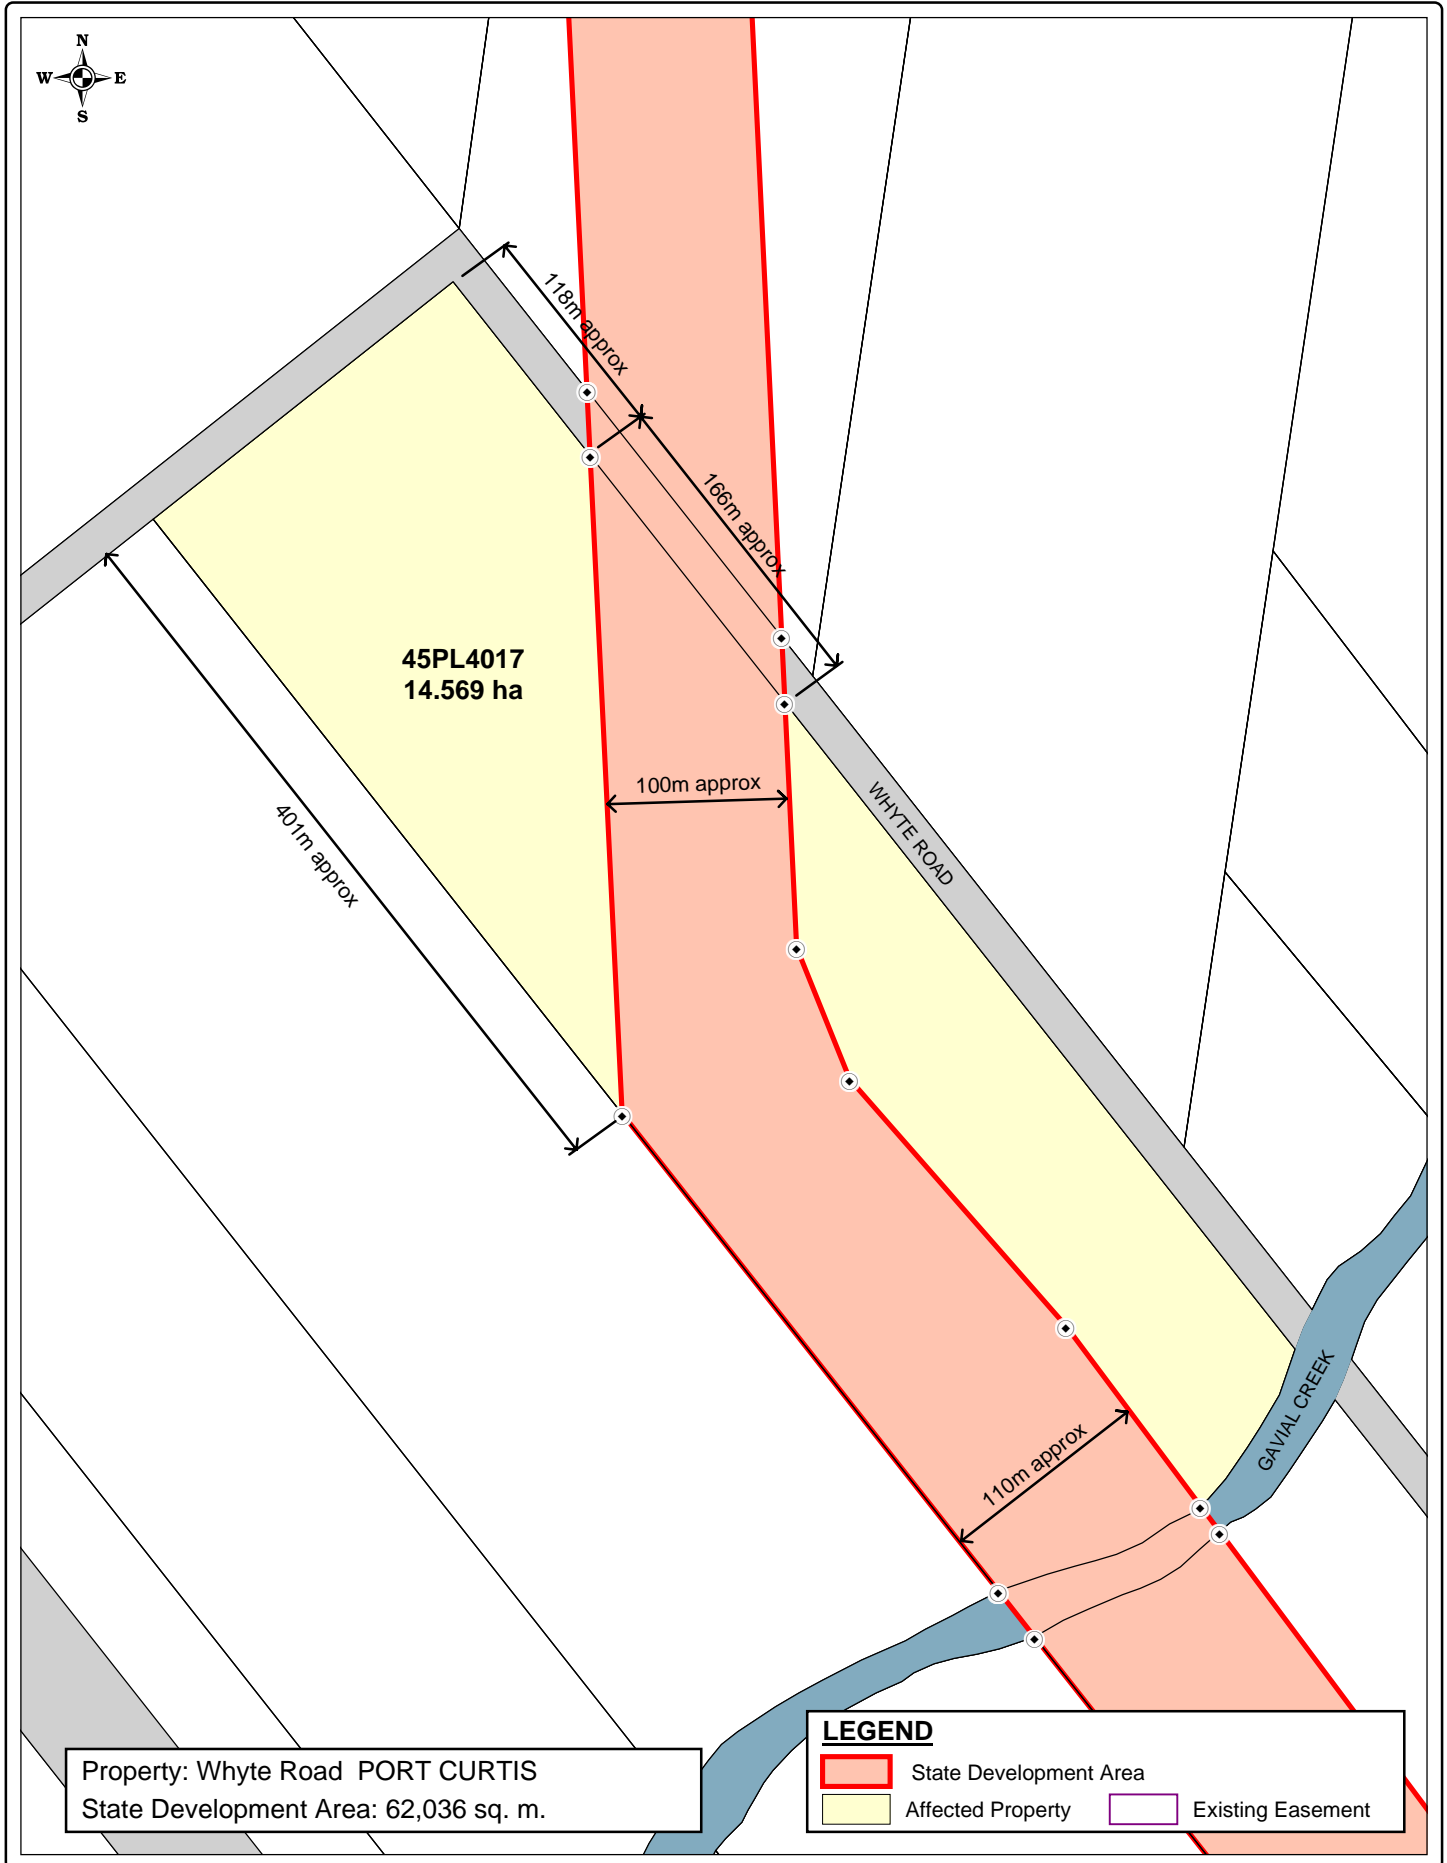 N
W E
S
118m approx
166m approx
45PL4017
14.569 ha
100m approx
WHYTE ROAD
401m approx
GAVIAL CREEK
110m approx
LEGEND
State Development Area
Affected Property Existing Easement
Property: Whyte Road PORT CURTIS
State Development Area: 62,036 sq. m.